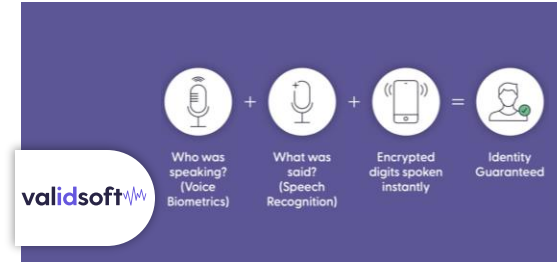 Who was
speaking?
(Voice
Biometrics)
+
What was
said?
(Speech
Recognition)
+
Encrypted
digits spoken
instantly
=
Identity
Guaranteed
validsoft